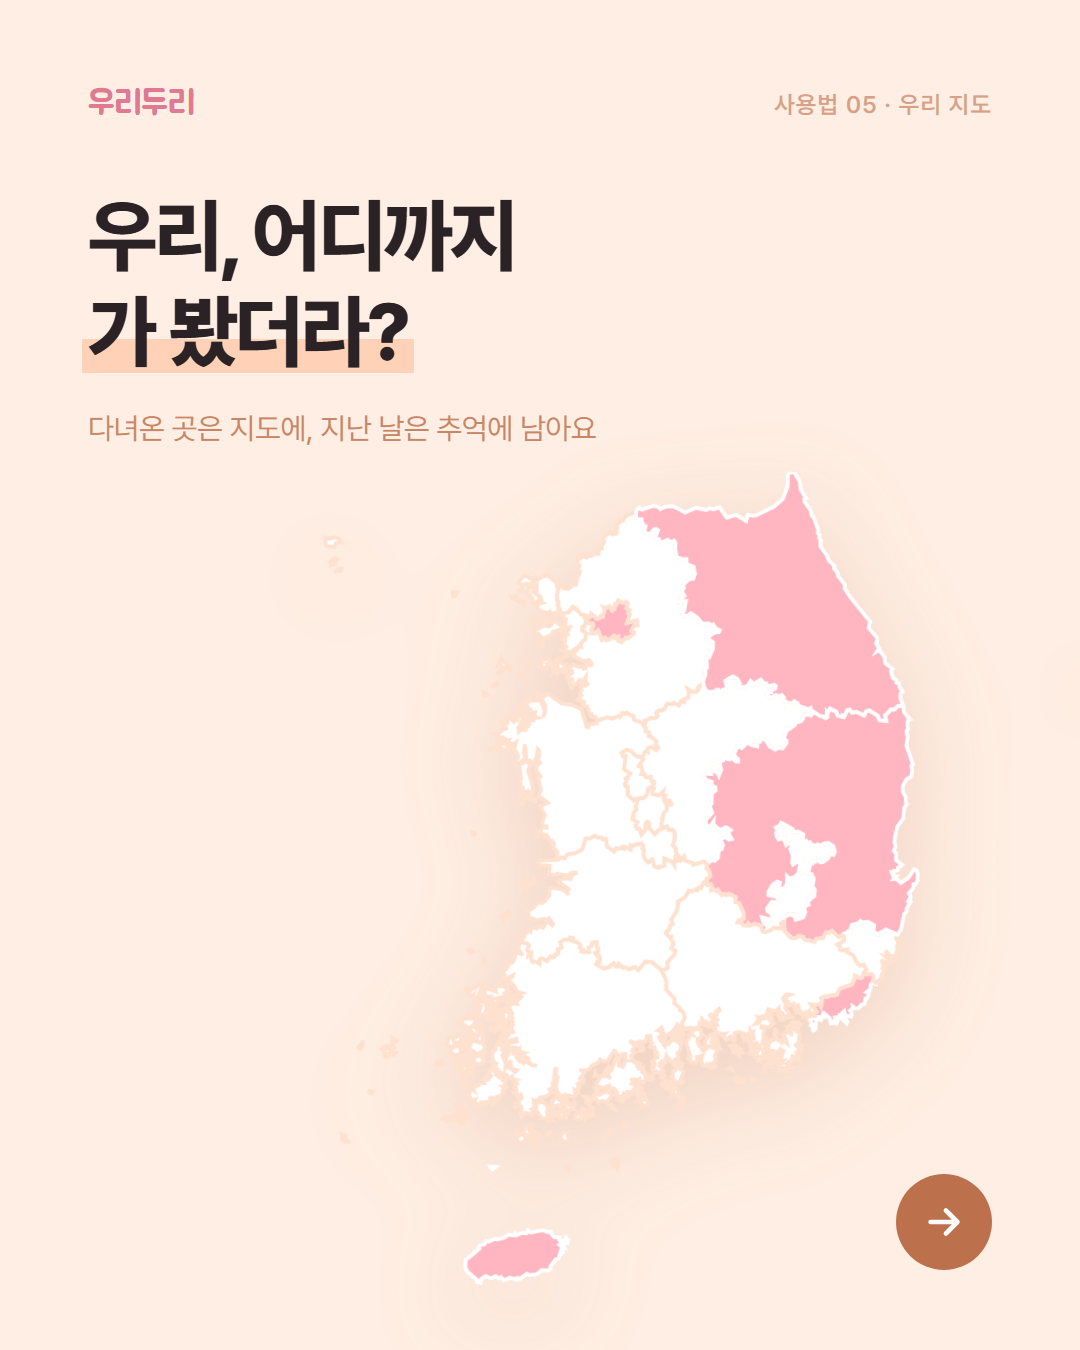 우리두리
사용법 05 · 우리 지도
우리, 어디까지
가 봤더라?
다녀온 곳은 지도에, 지난 날은 추억에 남아요